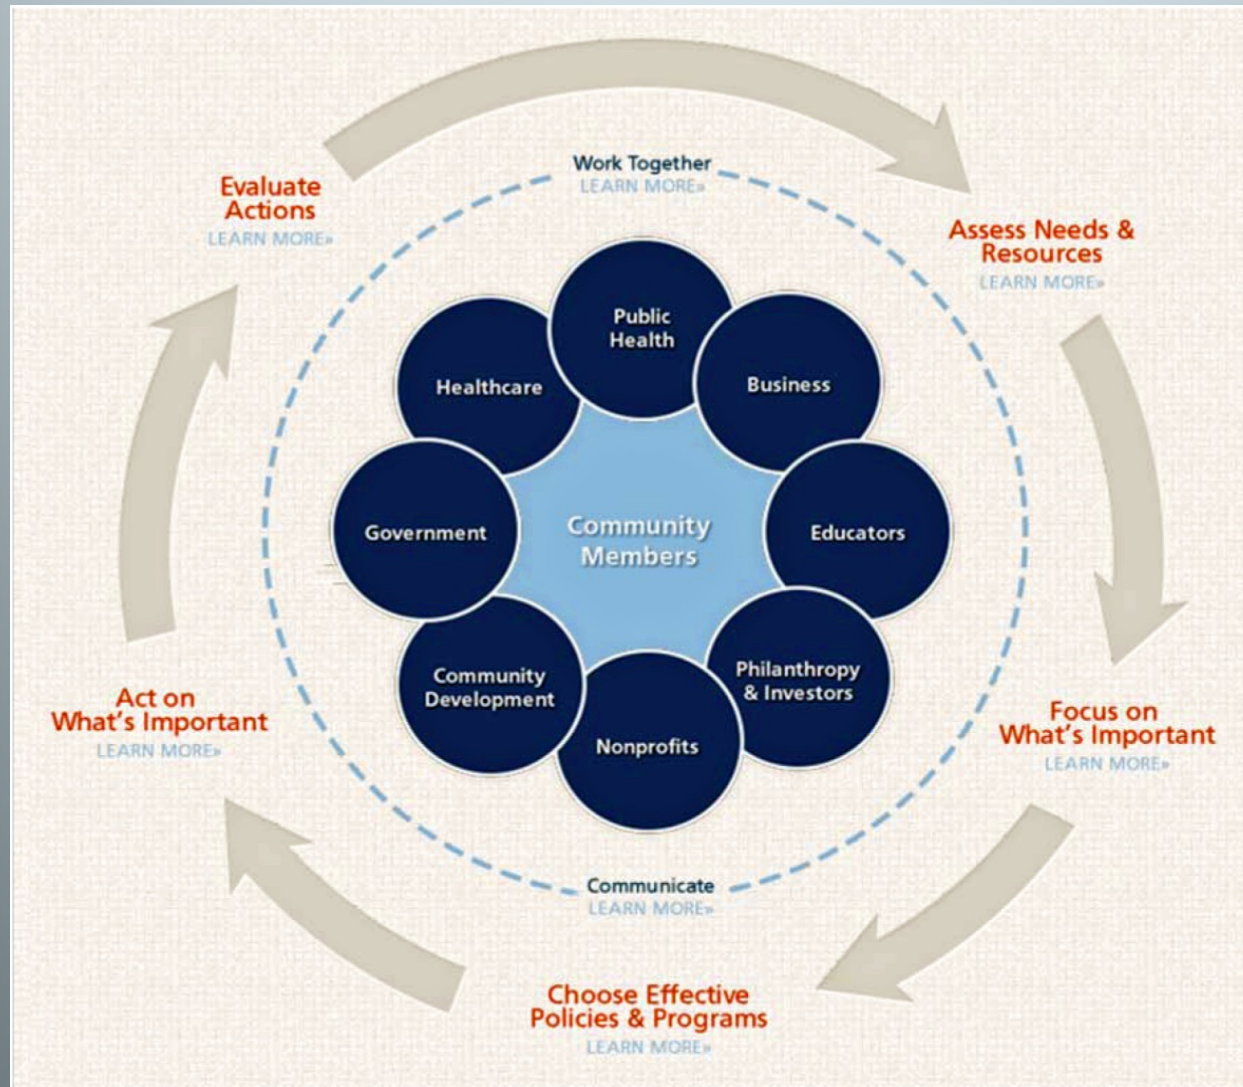 Work Together
LEARN MORE»
Evaluate
Actions
LEARN MORE»
Assess Needs &
Resources
LEARN MORE»
Public
Health
Healthcare
Business
Government
Community
Members
Educators
Community
Development
Philanthropy
& Investors
Nonprofits
Act on
What's Important
LEARN MORE»
Focus on
What's Important
LEARN MORE»
Communicate
LEARN MORE»
Choose Effective
Policies & Programs
LEARN MORE»